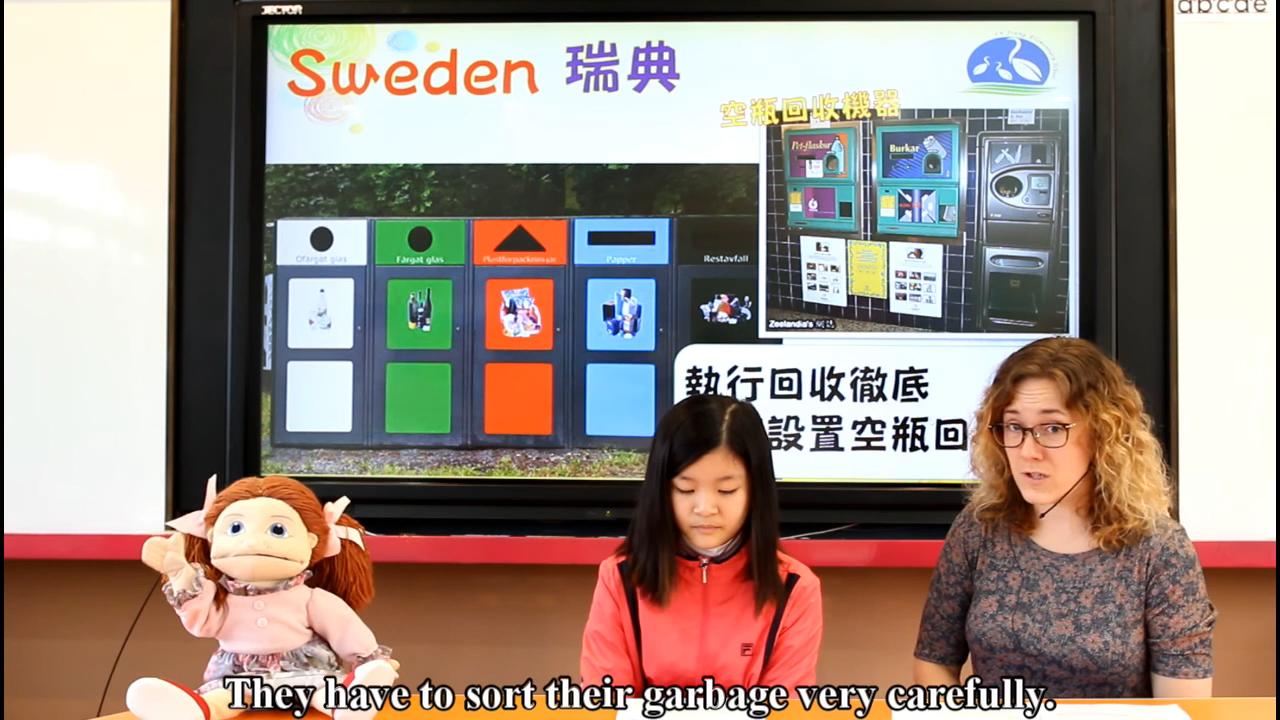 JECTOR
abcde
Sweden 瑞典
空瓶回收機器
Pet-flaskor
Burkar
Ofärgat glas
Färgat glas
Plastförpackningar
Papper
Restavfall
Zeelandia's
執行回收徹底
設置空瓶回
FILA
They have to sort their garbage very carefully.